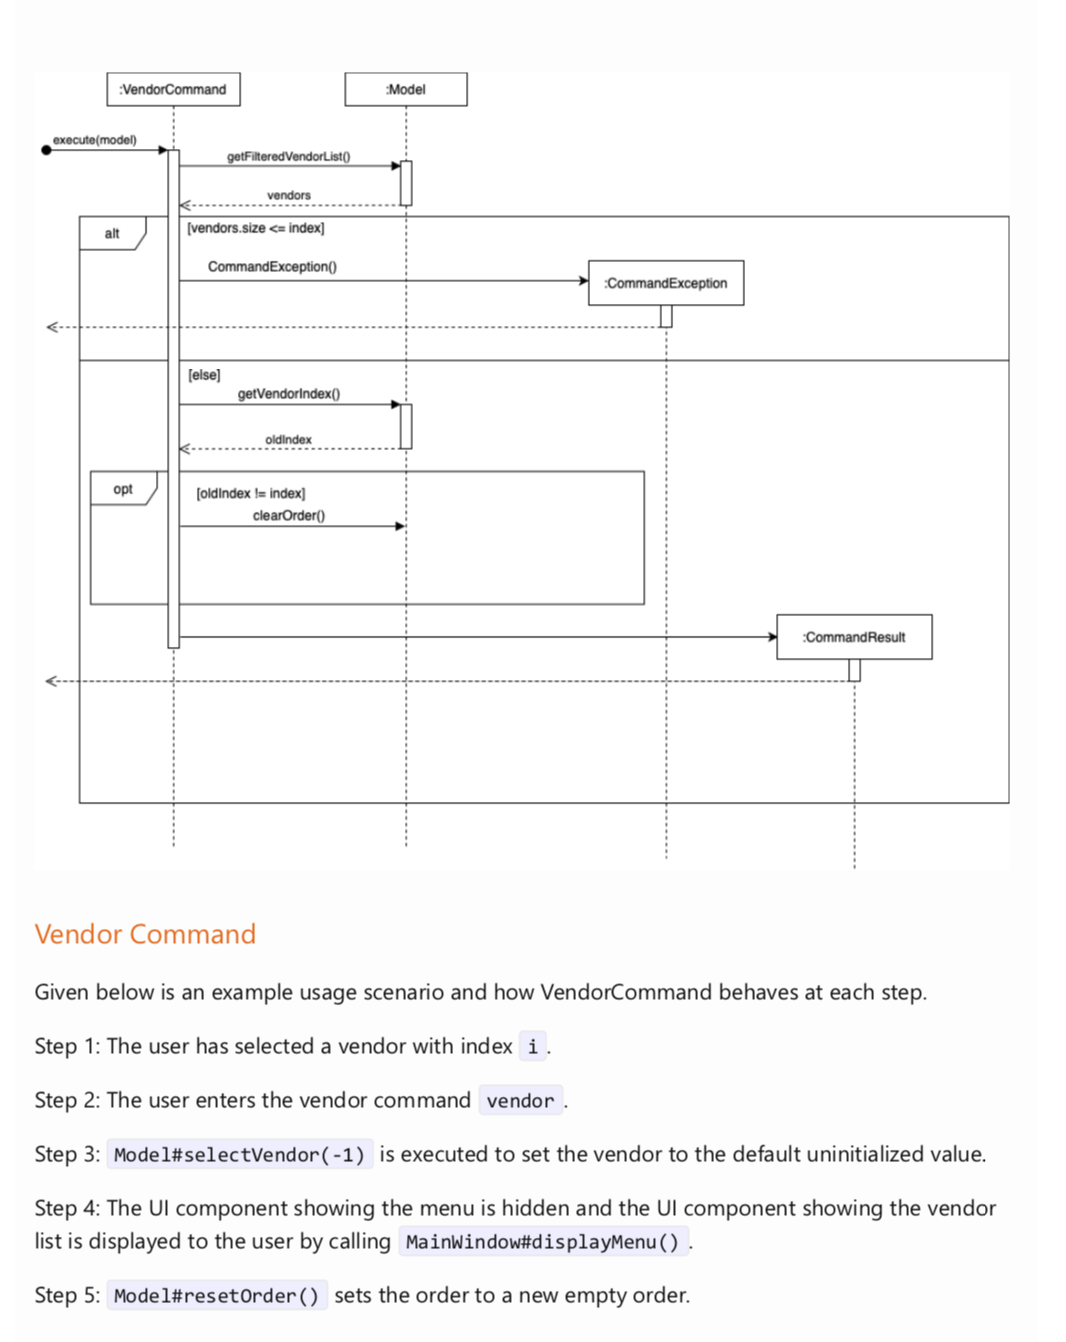 :VendorCommand
:Model
execute(model)
getFilteredVendorList()
vendors
alt
[vendors.size <= index]
CommandException()
:CommandException
[else]
getVendorIndex()
oldIndex
opt
[oldIndex != index]
clearOrder()
:CommandResult
Vendor Command
Given below is an example usage scenario and how VendorCommand behaves at each step.
Step 1: The user has selected a vendor with index i.
Step 2: The user enters the vendor command vendor.
Step 3: Model#selectVendor(-1) is executed to set the vendor to the default uninitialized value.
Step 4: The UI component showing the menu is hidden and the UI component showing the vendor
list is displayed to the user by calling MainWindow#displayMenu().
Step 5: Model#resetOrder() sets the order to a new empty order.